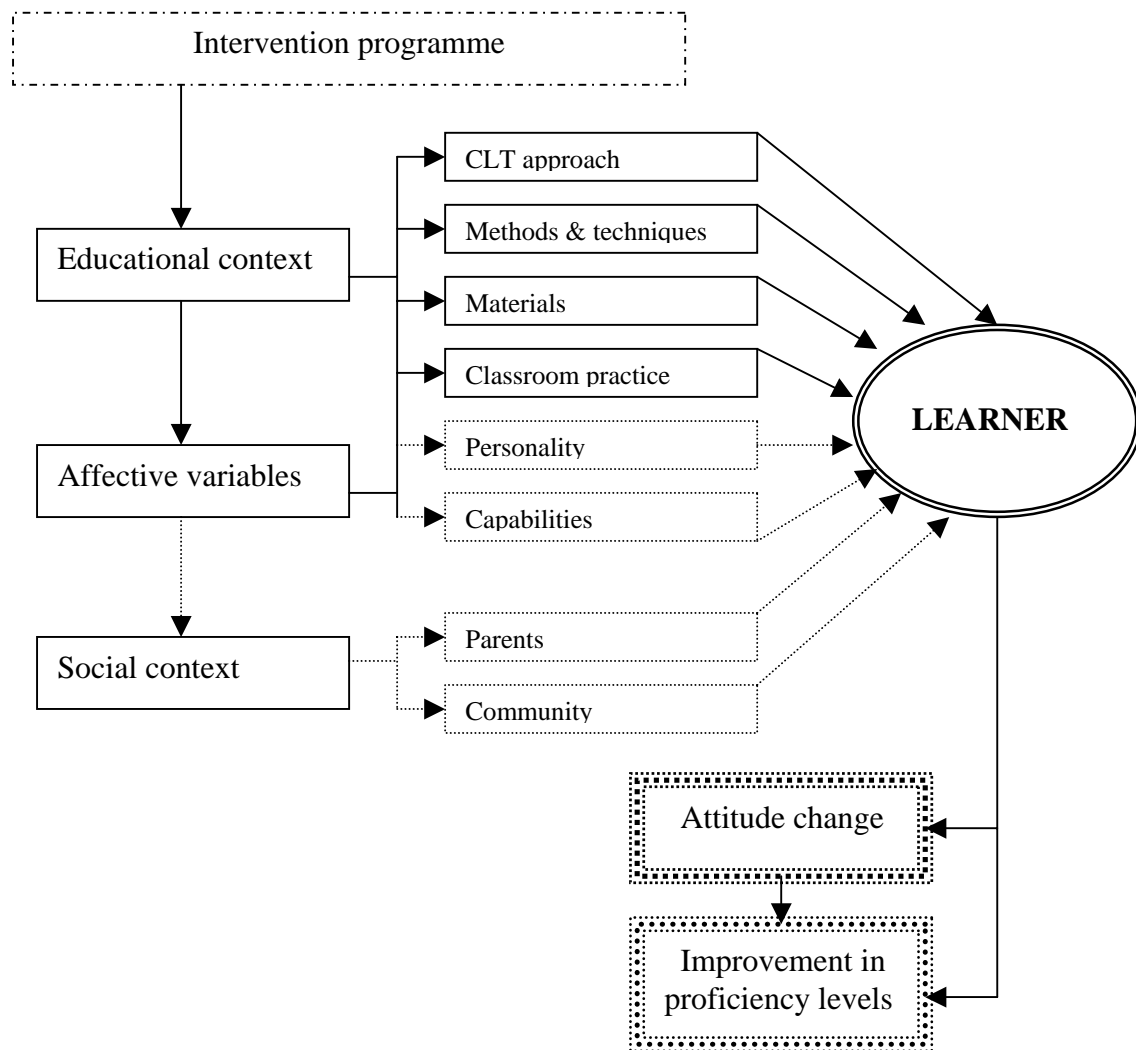 Intervention programme
CLT approach
Methods & techniques
Educational context
Materials
Classroom practice
LEARNER
Personality
Affective variables
Capabilities
Parents
Social context
Community
Attitude change
Improvement in
proficiency levels